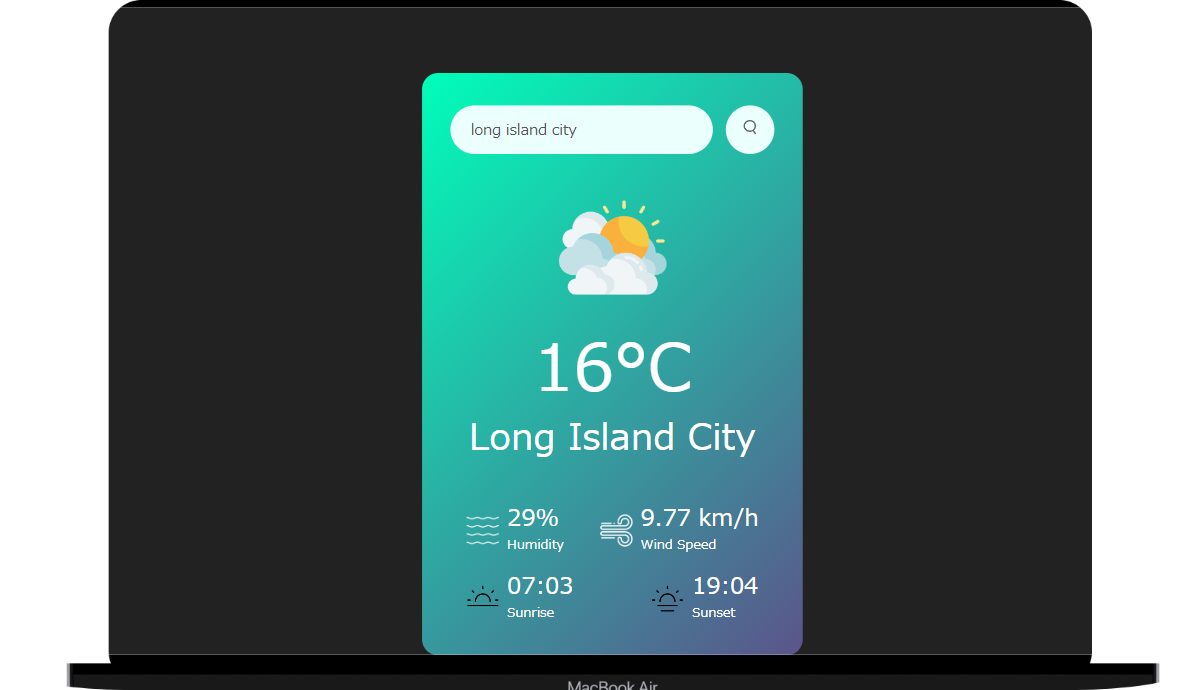 long island city
16°C
Long Island City
29%
Humidity
9.77 km/h
Wind Speed
07:03
Sunrise
19:04
Sunset
MacBook Air